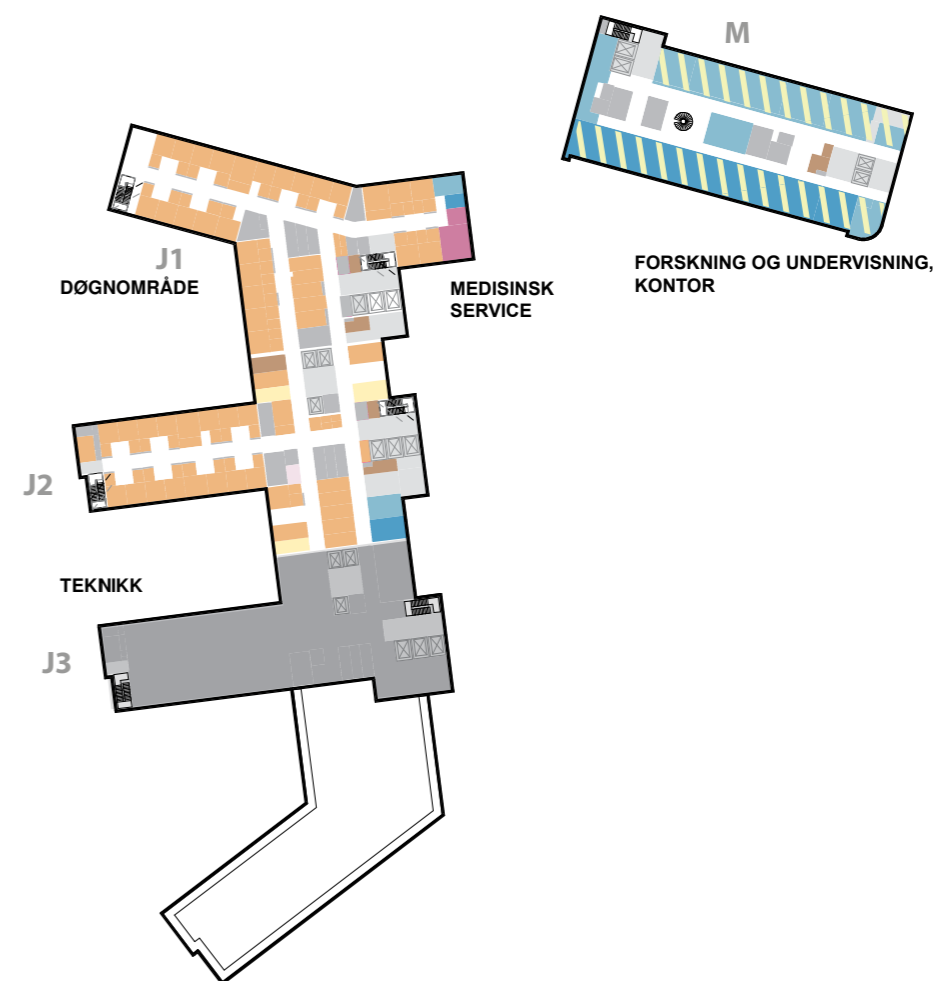 M
FORSKNING OG UNDERVISNING,
KONTOR
J1
DØGNOMRÅDE
MEDISINSK
SERVICE
J2
TEKNIKK
J3